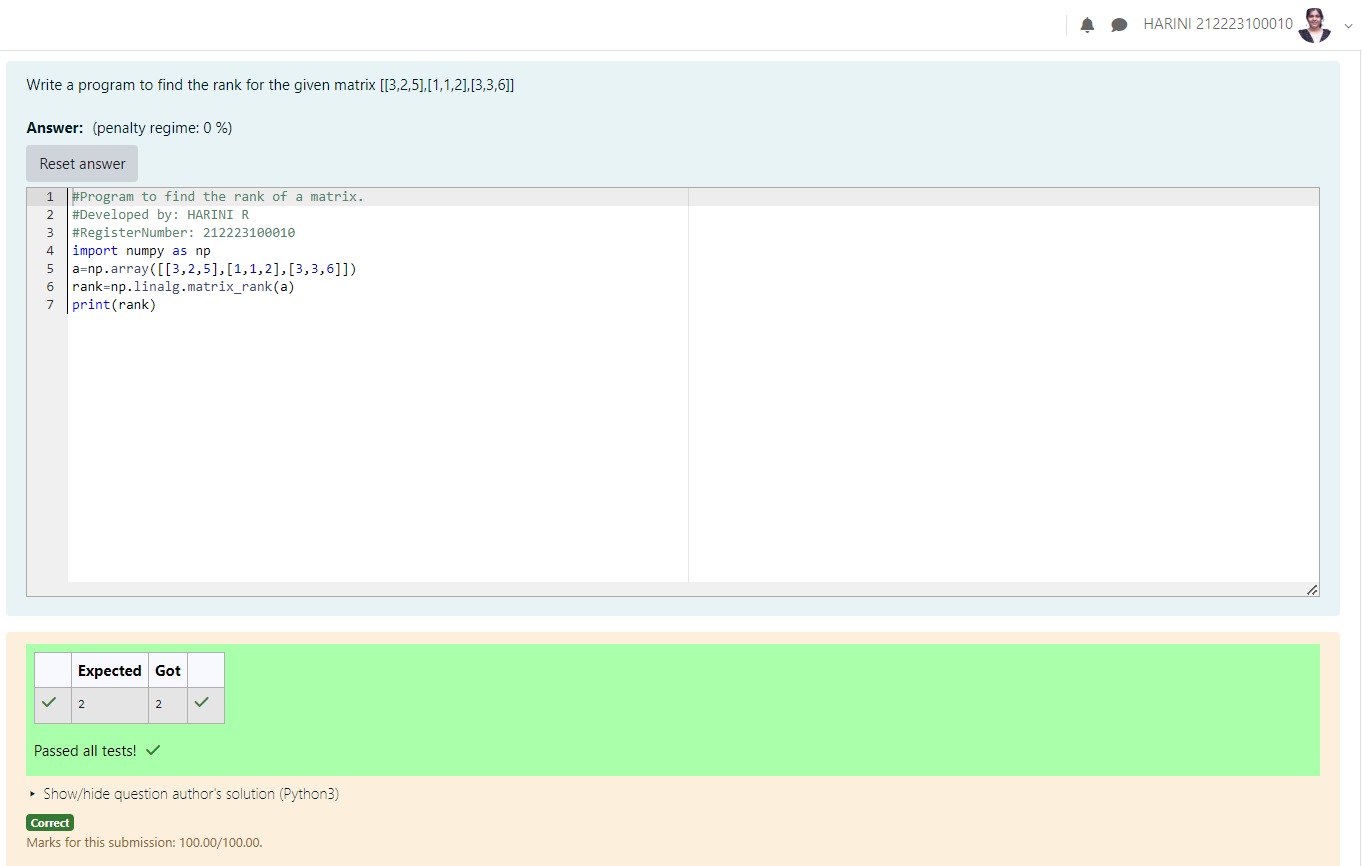 HARINI 212223100010
Write a program to find the rank for the given matrix [[3,2,5],[1,1,2],[3,3,6]]
Answer: (penalty regime: 0 %)
Reset answer
1 #Program to find the rank of a matrix.
2 #Developed by: HARINI R
3 #RegisterNumber: 212223100010
4 import numpy as np
5 a=np.array([[3,2,5],[1,1,2],[3,3,6]])
6 rank=np.linalg.matrix_rank(a)
7 print(rank)
Expected Got
2 2
Passed all tests!
Show/hide question author's solution (Python3)
Correct
Marks for this submission: 100.00/100.00.